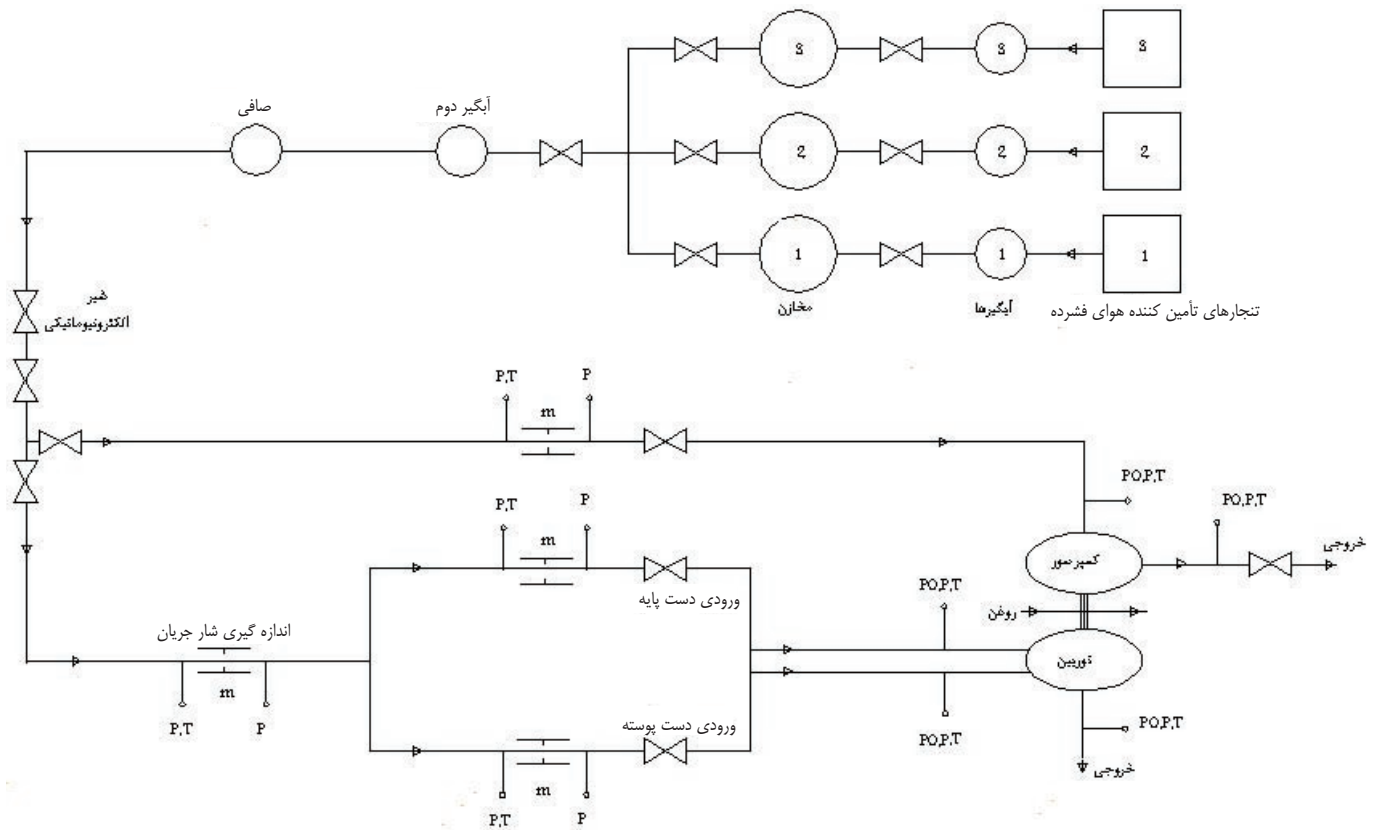 3
3
3
صافی
آبگیر دوم
2
2
2
1
1
1
مخازن
آبگیرها
تنجارهای تأمین کننده هوای فشرده
شیر
الکترونیوماتیکی
P,T
P
m
PO,P,T
PO,P,T
P,T
P
m
کمپرسور
خروجی
ورودی دست پایه
روغن
اندازه گیری شار جریان
m
P,T
P
توربین
PO,P,T
PO,P,T
ورودی دست پوسته
خروجی
m
P,T
P